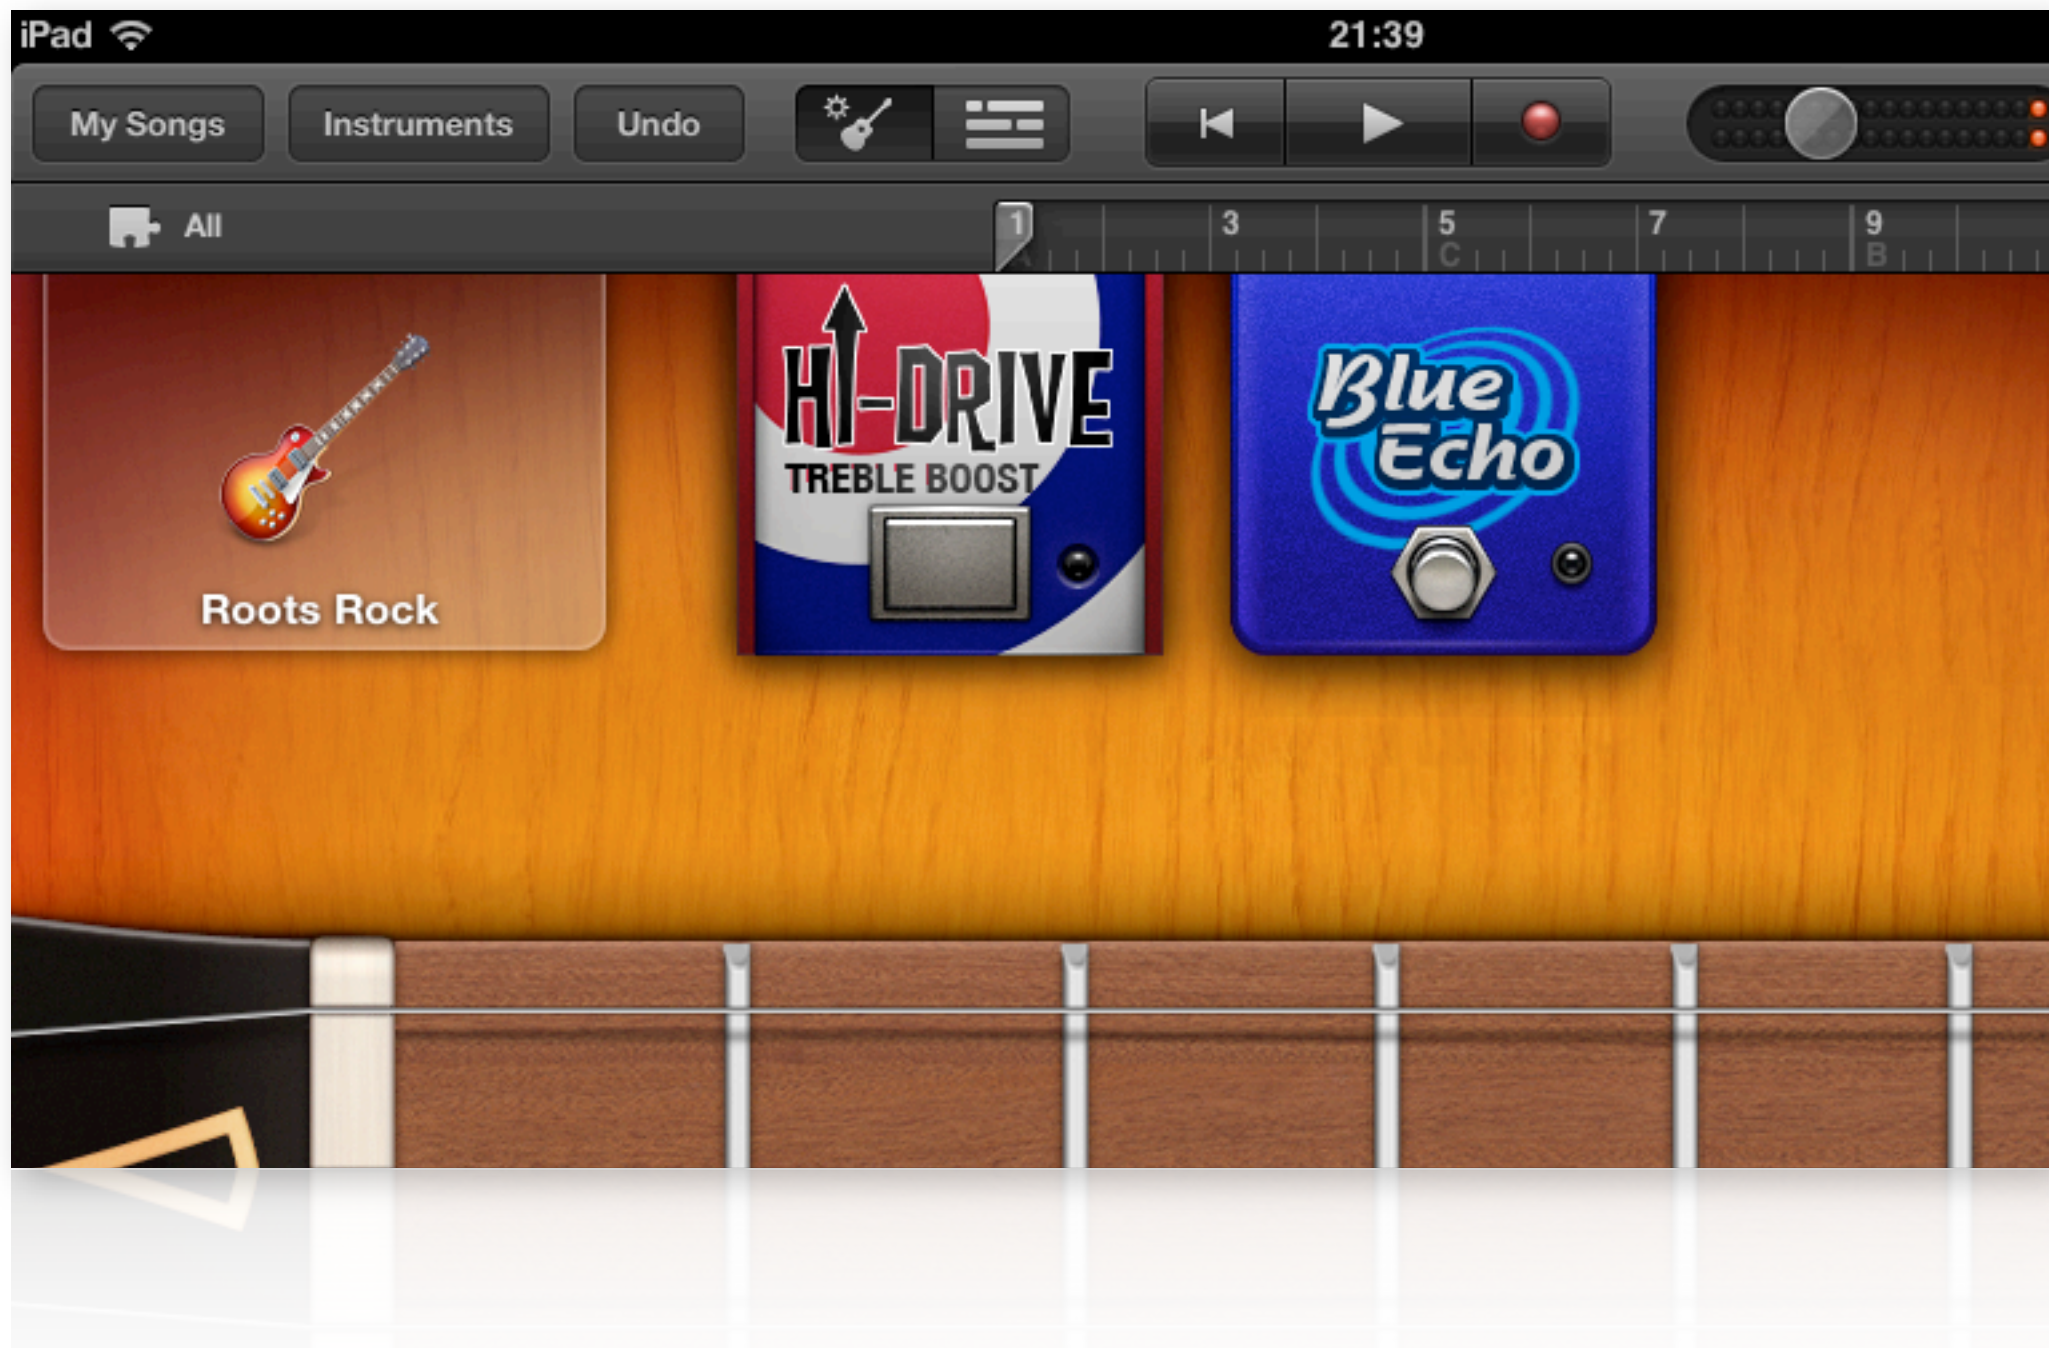 iPad 21:39
My Songs Instruments Undo
All 1 3 5 7 9
A C B
HI-DRIVE
TREBLE BOOST
Blue
Echo
Roots Rock